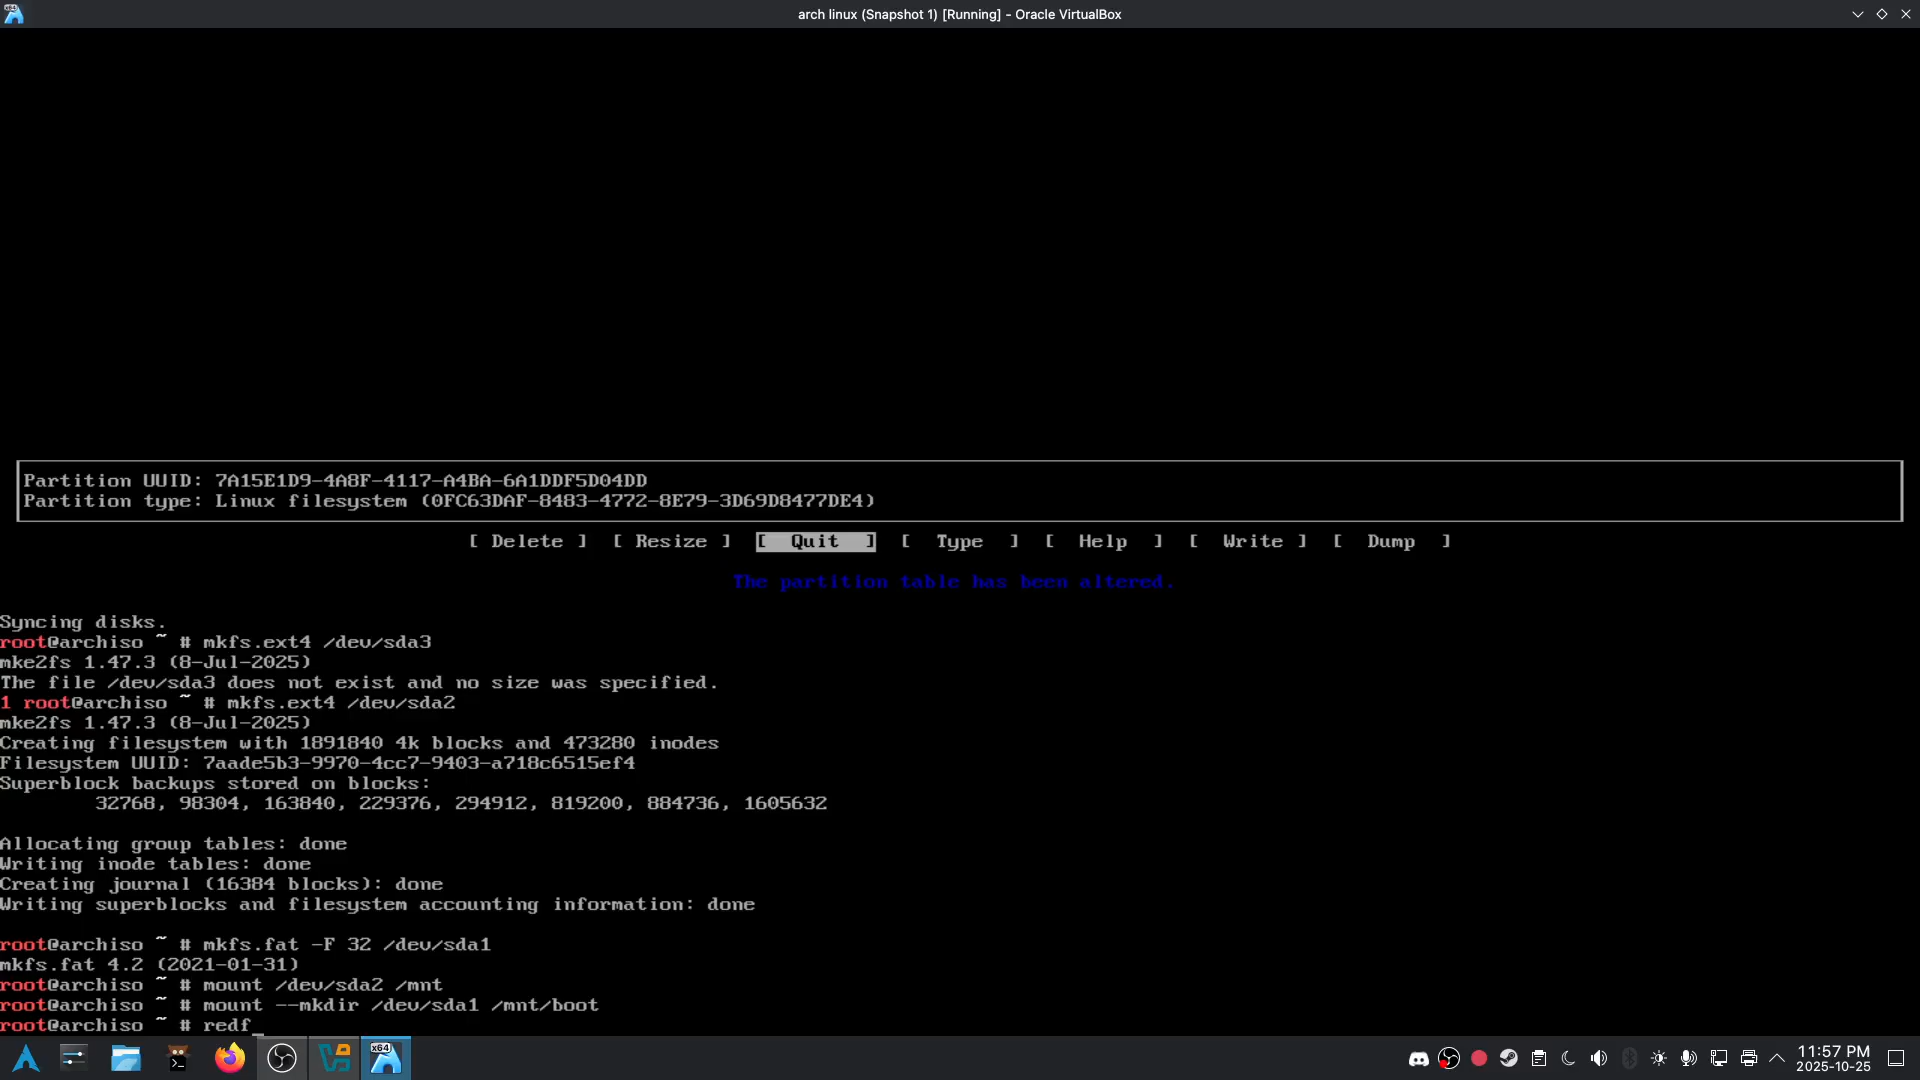 arch linux (Snapshot 1) [Running] - Oracle VirtualBox
Partition UUID: 7A15E1D9-4A8F-4117-A4BA-6A1DDF5D04DD
Partition type: Linux filesystem (0FC63DAF-8483-4772-8E79-3D69D8477DE4)
[ Delete ] [ Resize ] [ Quit ] [ Type ] [ Help ] [ Write ] [ Dump ]
The partition table has been altered.
Syncing disks.
root@archiso ~ # mkfs.ext4 /dev/sda3
mke2fs 1.47.3 (8-Jul-2025)
The file /dev/sda3 does not exist and no size was specified.
1 root@archiso ~ # mkfs.ext4 /dev/sda2
mke2fs 1.47.3 (8-Jul-2025)
Creating filesystem with 1891840 4k blocks and 473280 inodes
Filesystem UUID: 7aade5b3-9970-4cc7-9403-a718c6515ef4
Superblock backups stored on blocks:
32768, 98304, 163840, 229376, 294912, 819200, 884736, 1605632
Allocating group tables: done
Writing inode tables: done
Creating journal (16384 blocks): done
Writing superblocks and filesystem accounting information: done
root@archiso ~ # mkfs.fat -F 32 /dev/sda1
mkfs.fat 4.2 (2021-01-31)
root@archiso ~ # mount /dev/sda2 /mnt
root@archiso ~ # mount --mkdir /dev/sda1 /mnt/boot
root@archiso ~ # redf_
x64
11:57 PM
2025-10-25